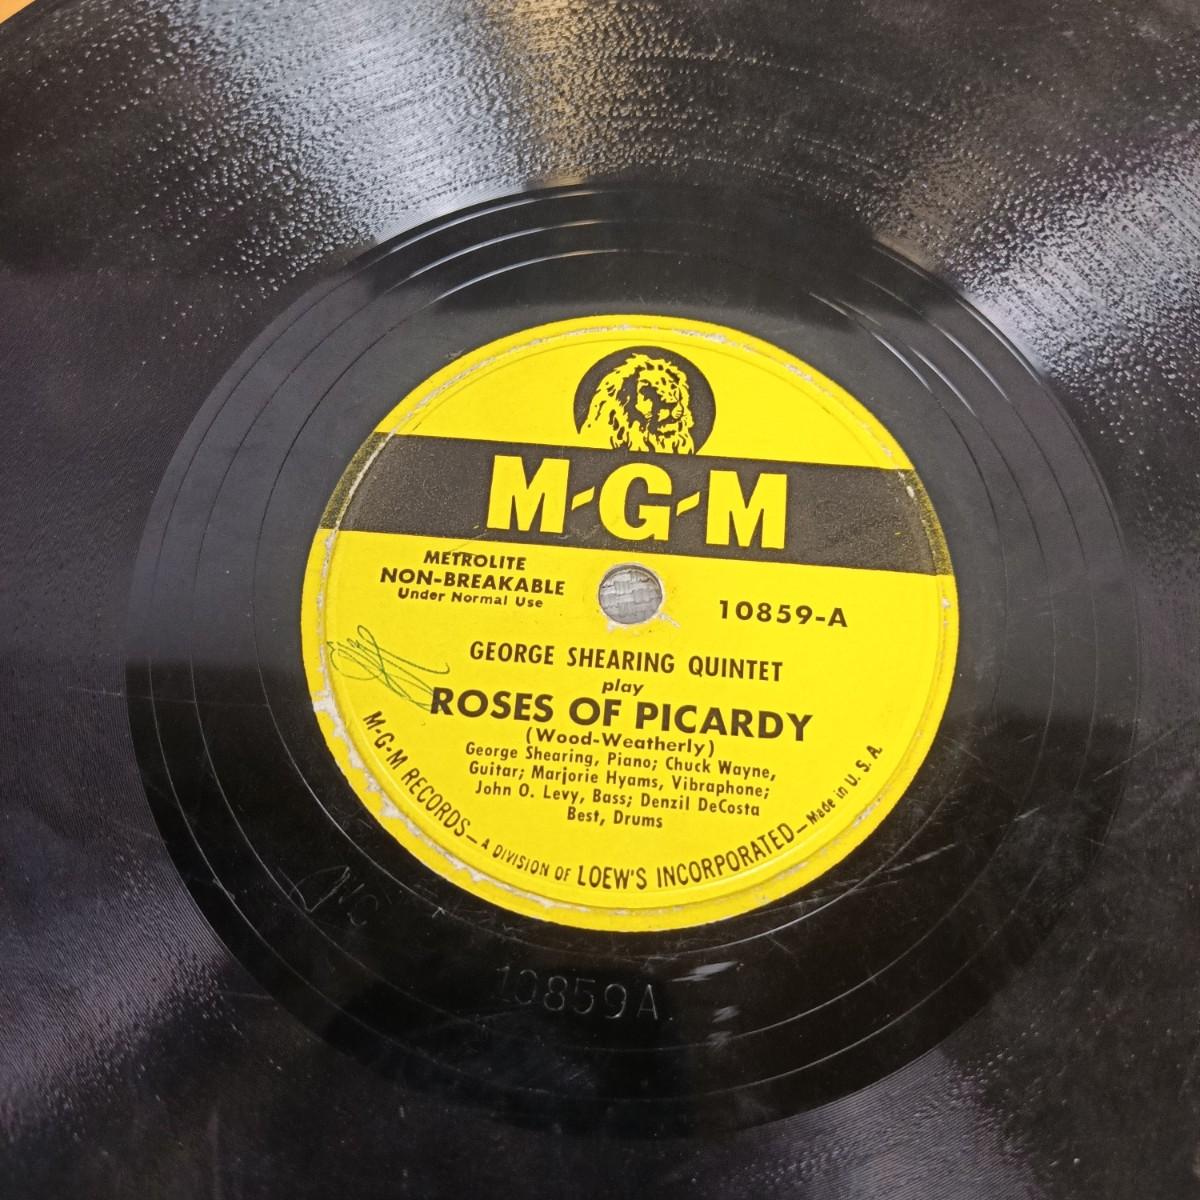 M-G-M
METROLITE
NON-BREAKABLE
Under Normal Use
10859-A
GEORGE SHEARING QUINTET
play
ROSES OF PICARDY
(Wood-Weatherly)
George Shearing, Piano; Chuck Wayne,
Guitar; Marjorie Hyams, Vibraphone;
John O. Levy, Bass; Denzil DeCosta
Best, Drums
M-G-M RECORDS—A DIVISION OF LOEW'S INCORPORATED—Made in U.S.A.
10859A